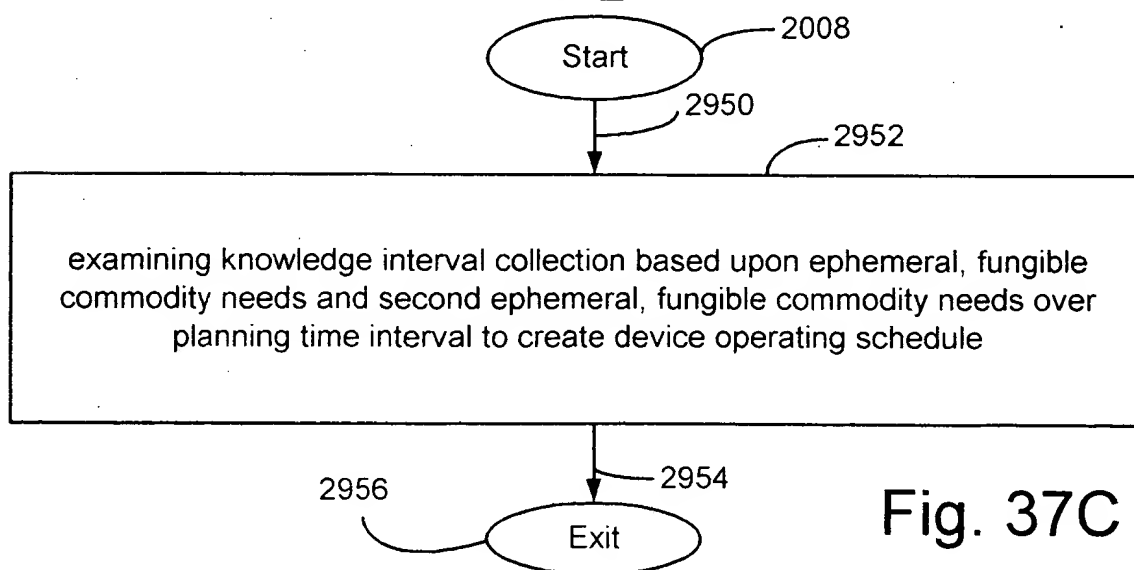 2008
Start
2950
2952
examining knowledge interval collection based upon ephemeral, fungible
commodity needs and second ephemeral, fungible commodity needs over
planning time interval to create device operating schedule
2954
2956
Exit
Fig. 37C